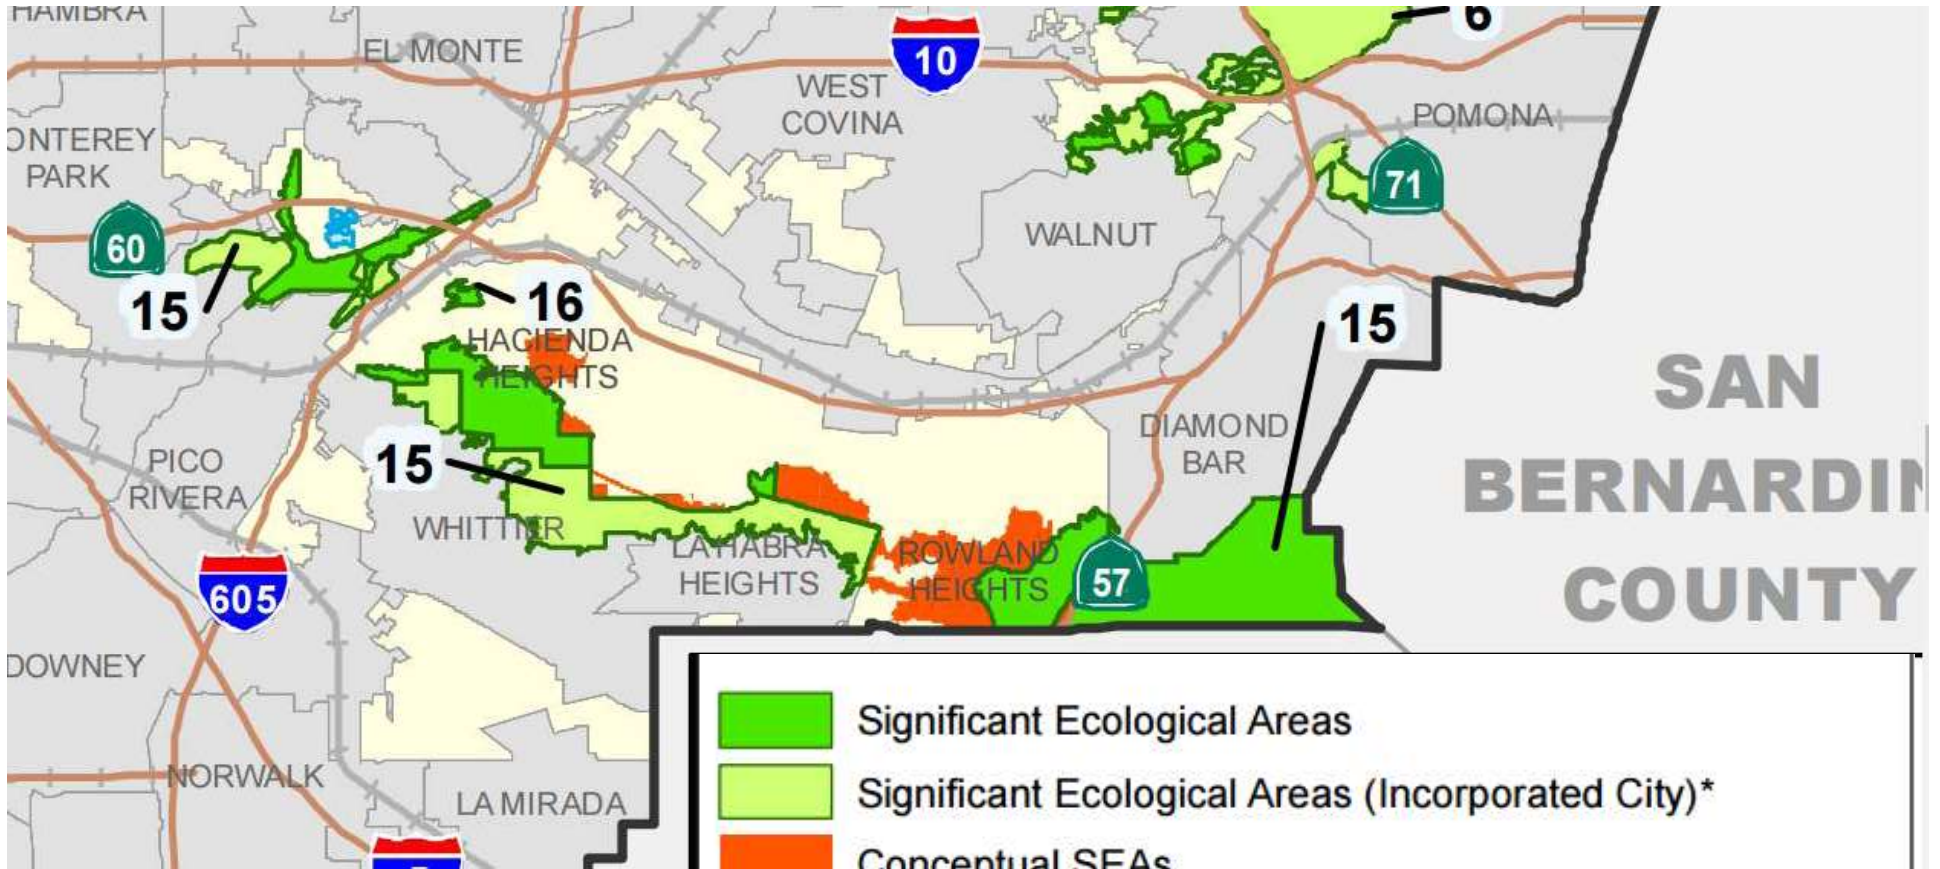 HAMBRA
6
EL MONTE
10
WEST
COVINA
POMONA
ONTEREY
PARK
71
60
WALNUT
15
16
15
HACIENDA
HEIGHTS
SAN
BERNARDIN
COUNTY
DIAMOND
BAR
15
PICO
RIVERA
WHITTIER
LA HABRA
HEIGHTS
ROWLAND
HEIGHTS
57
605
DOWNEY
NORWALK
LA MIRADA
Significant Ecological Areas
Significant Ecological Areas (Incorporated City)*
Conceptual SEAs